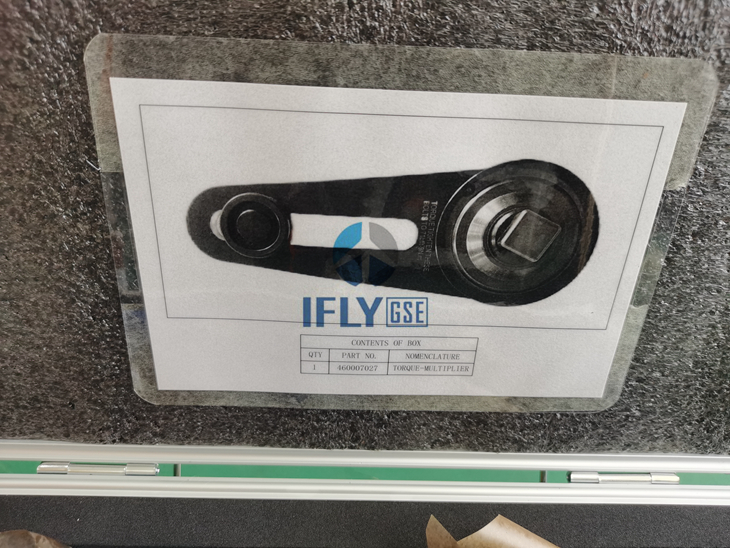 IFLY GSE
CONTENTS OF BOX
QTY PART NO. NOMENCLATURE
1 460007027 TORQUE-MULTIPLIER